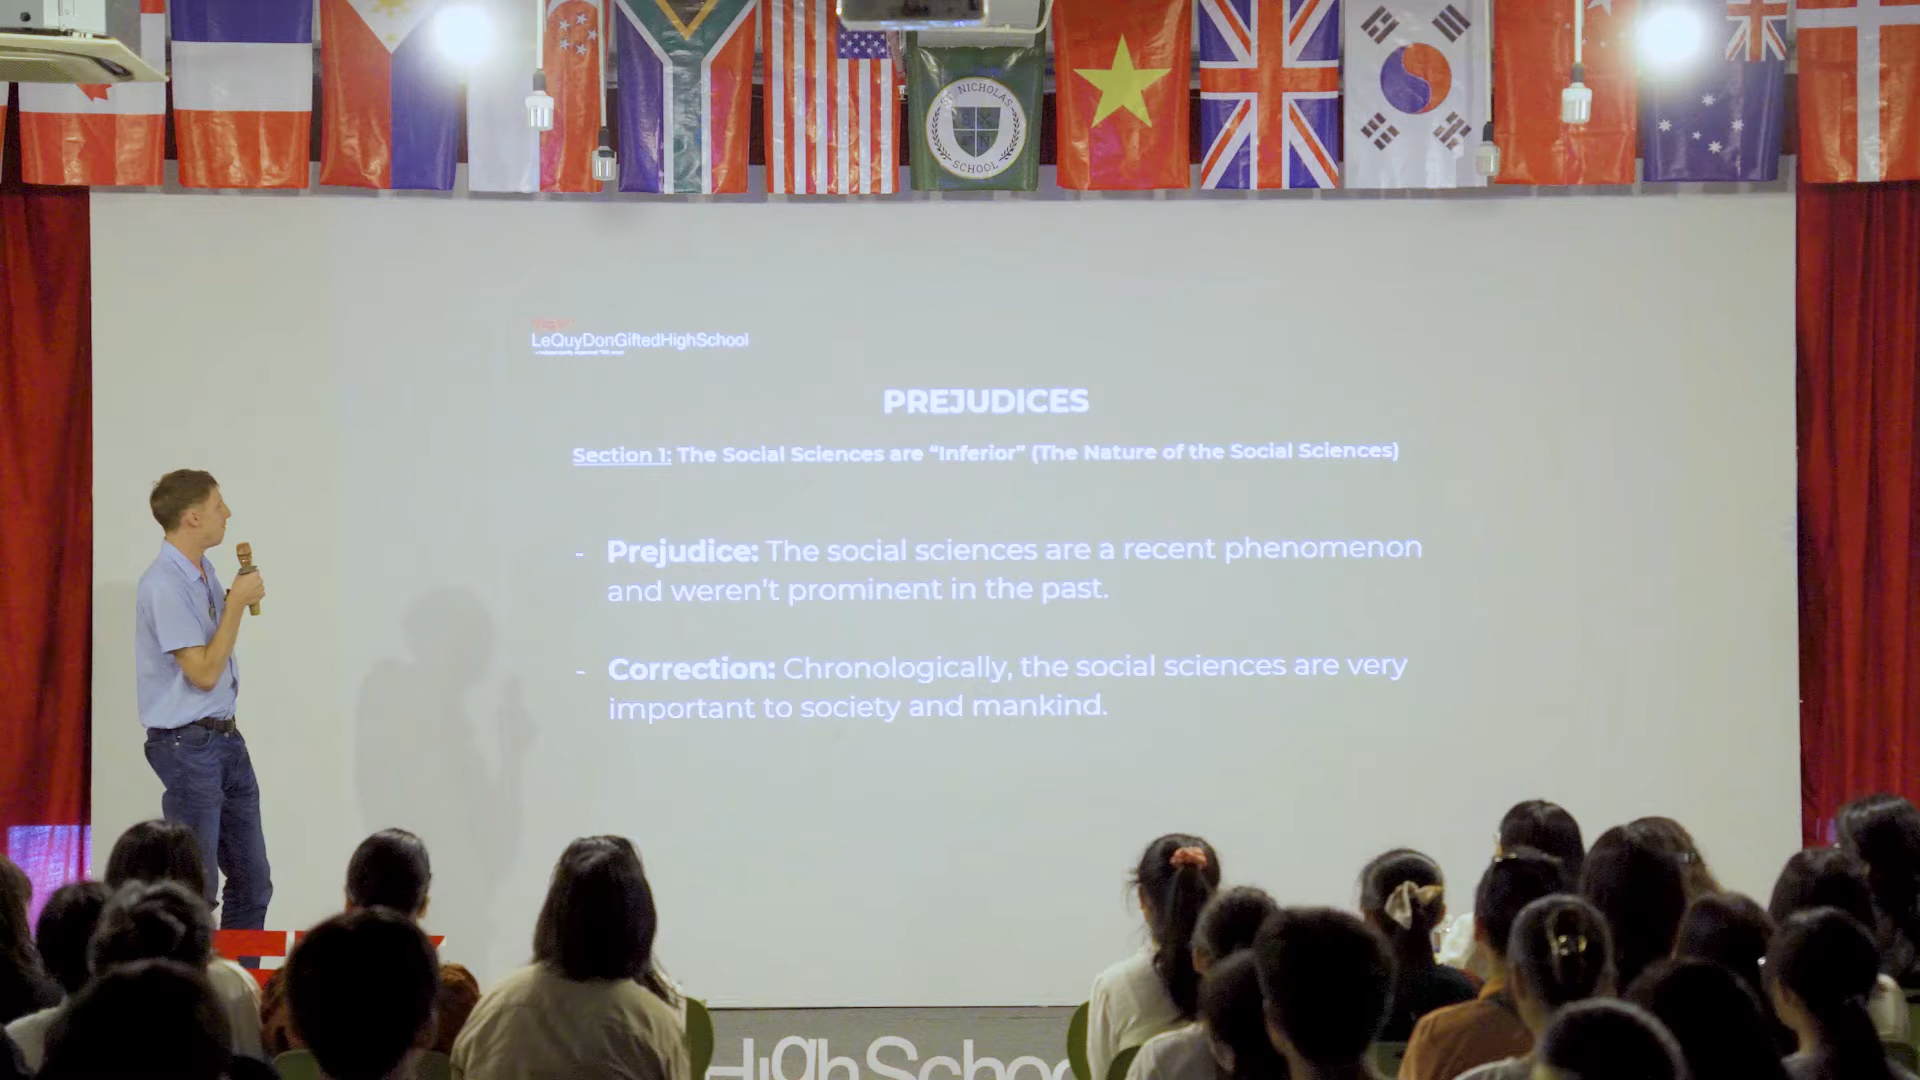 ST. NICHOLAS
SCHOOL
LeQuyDonGiftedHighSchool
PREJUDICES
Section 1: The Social Sciences are “Inferior” (The Nature of the Social Sciences)
- Prejudice: The social sciences are a recent phenomenon
and weren't prominent in the past.
- Correction: Chronologically, the social sciences are very
important to society and mankind.
High Schoo